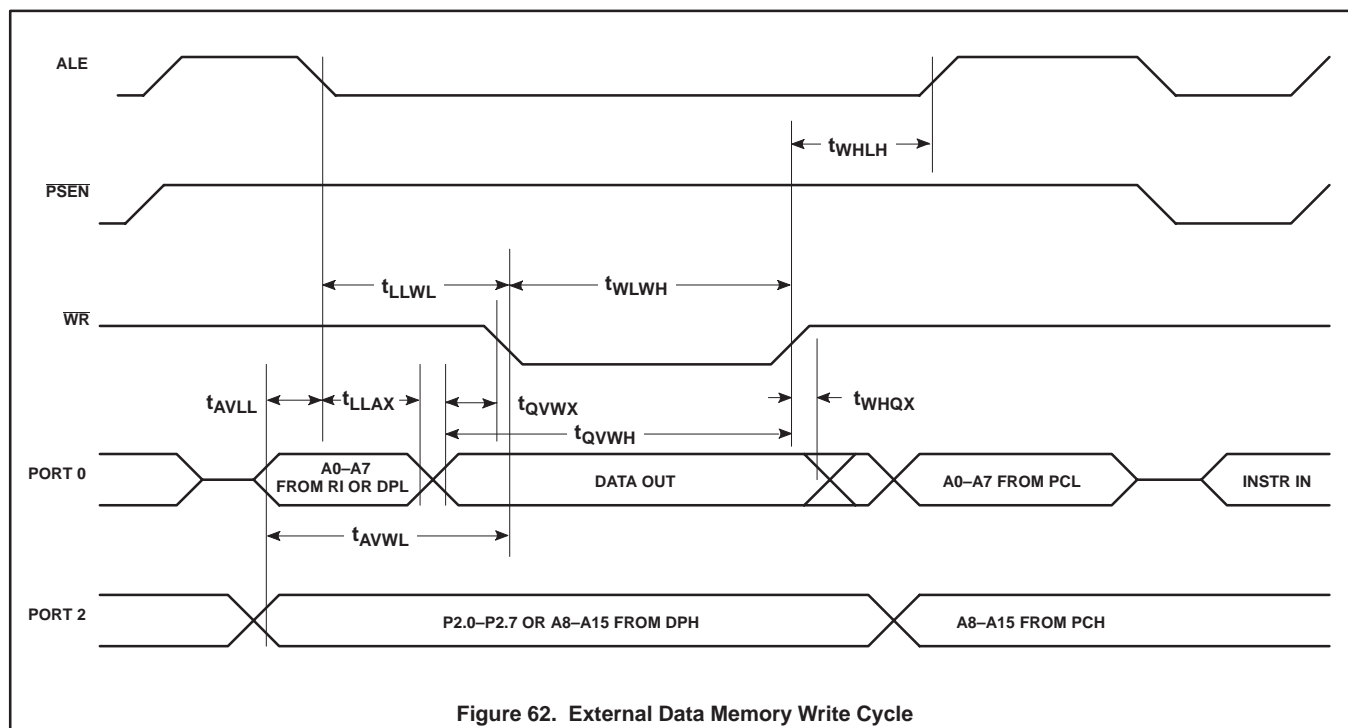 ALE
tWHLH
PSEN
tLLWL
tWLWH
WR
tAVLL
tLLAX
tQVWX
tWHQX
tQVWH
PORT 0
A0–A7
FROM RI OR DPL
DATA OUT
A0–A7 FROM PCL
INSTR IN
tAVWL
PORT 2
P2.0–P2.7 OR A8–A15 FROM DPH
A8–A15 FROM PCH
Figure 62. External Data Memory Write Cycle